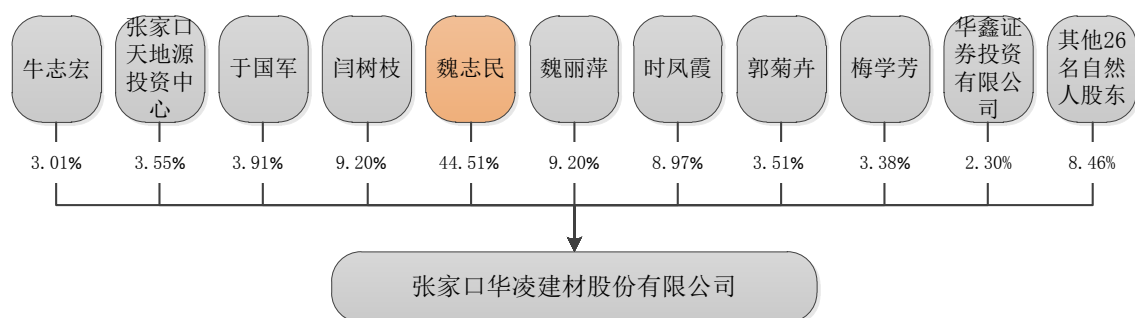 牛志宏
张家口
天地源
投资中
心
于国军
闫树枝
魏志民
魏丽萍
时凤霞
郭菊卉
梅学芳
华鑫证
券投资
有限公
司
其他26
名自然
人股东
3.01%
3.55%
3.91%
9.20%
44.51%
9.20%
8.97%
3.51%
3.38%
2.30%
8.46%
张家口华凌建材股份有限公司